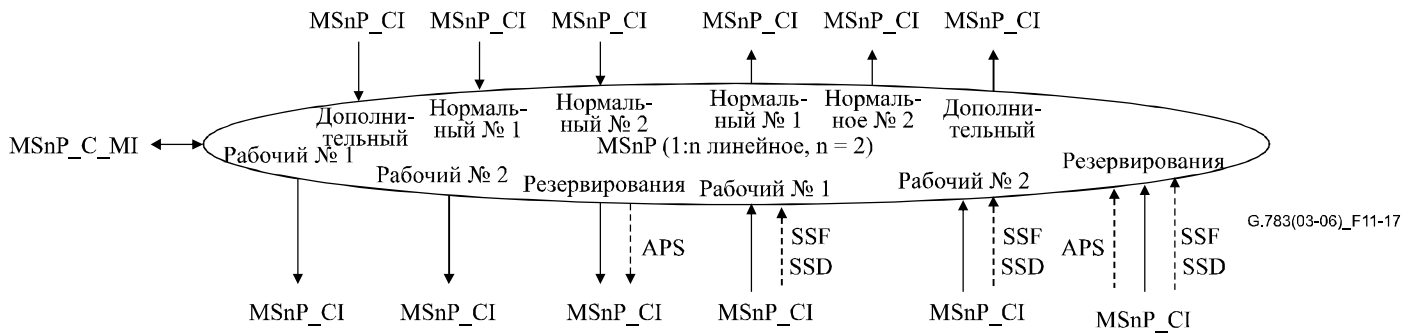 MSnP_CI MSnP_CI MSnP_CI MSnP_CI MSnP_CI MSnP_CI
Дополни-
тельный
Нормаль-
ный № 1
Нормаль-
ный № 2
Нормаль-
ный № 1
Нормаль-
ное № 2
Дополни-
тельный
MSnP_C_MI
MSnP (1:n линейное, n = 2)
Рабочий № 1
Рабочий № 2
Резервирования
Рабочий № 1
Рабочий № 2
Резервирования
APS
SSF
SSD
SSF
SSD
APS
SSF
SSD
G.783(03-06)_F11-17
MSnP_CI MSnP_CI MSnP_CI MSnP_CI MSnP_CI MSnP_CI